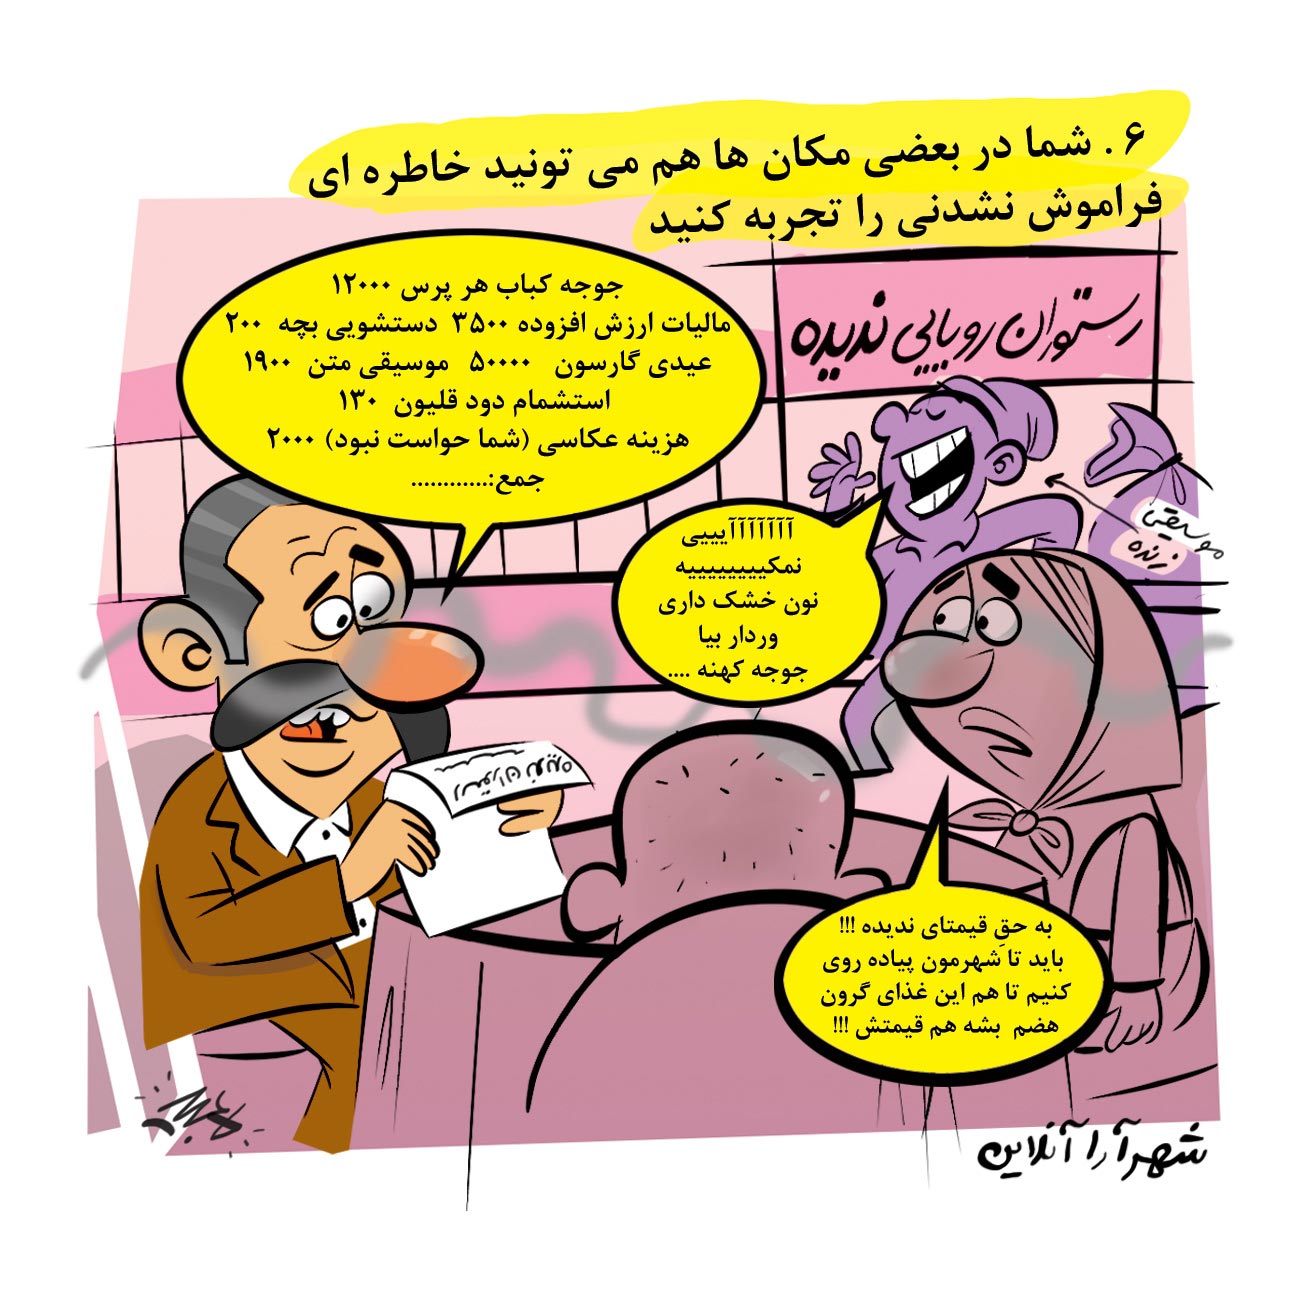 ۶. شما در بعضی مکان ها هم می تونید خاطره ای
فراموش نشدنی را تجربه کنید
رستوران رویایی ندیده
جوجه کباب هر پرس ۱۲۰۰۰
مالیات ارزش افزوده ۳۵۰۰ دستشویی بچه ۲۰۰
عیدی گارسون ۵۰۰۰۰ موسیقی متن ۱۹۰۰
استشمام دود قلیون ۱۳۰
هزینه عکاسی (شما حواست نبود) ۲۰۰۰
جمع:............
آآآآآآآیییی
نمکییییییییه
نون خشک داری
وردار بیا
جوجه کهنه ....
موسیقی
زنده
رستوران ندیده
به حقِ قیمتای ندیده !!!
باید تا شهرمون پیاده روی
کنیم تا هم این غذای گرون
هضم بشه هم قیمتش !!!
شهرآرا آنلاین